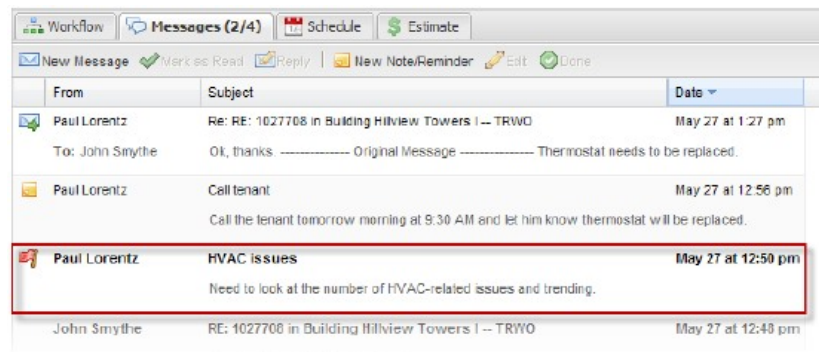 Workflow Messages (2/4) Schedule Estimate
New Message Mark as Read Reply New Note/Reminder Edit Done
From Subject Date
Paul Lorentz Re: RE: 1027708 in Building Hillview Towers I -- TRWO May 27 at 1:27 pm
To: John Smythe Ok, thanks. -------------- Original Message -------------- Thermostat needs to be replaced.
Paul Lorentz Call tenant May 27 at 12:56 pm
Call the tenant tomorrow morning at 9:30 AM and let him know thermostat will be replaced.
Paul Lorentz HVAC issues May 27 at 12:50 pm
Need to look at the number of HVAC-related issues and trending.
John Smythe RE: 1027708 in Building Hillview Towers I -- TRWO May 27 at 12:48 pm